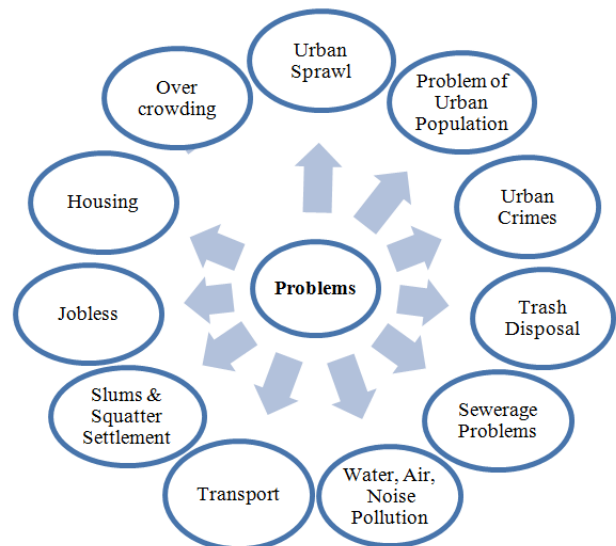 Urban
Sprawl
Problem of
Urban
Population
Urban
Crimes
Trash
Disposal
Sewerage
Problems
Water, Air,
Noise
Pollution
Transport
Slums &
Squatter
Settlement
Jobless
Housing
Over
crowding
Problems